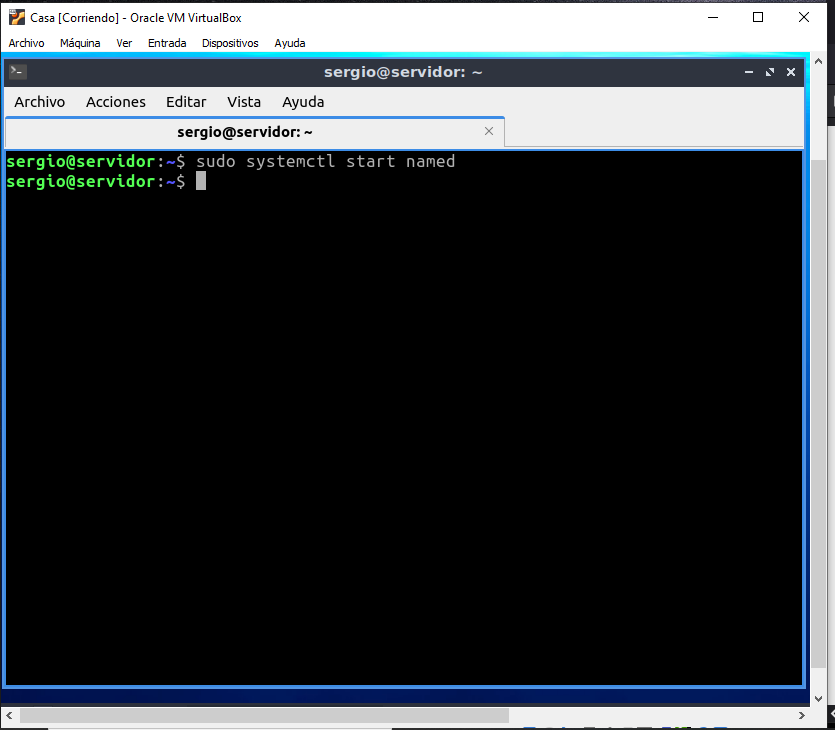 Casa [Corriendo] - Oracle VM VirtualBox
Archivo Máquina Ver Entrada Dispositivos Ayuda
sergio@servidor: ~
Archivo Acciones Editar Vista Ayuda
sergio@servidor: ~
sergio@servidor:~$ sudo systemctl start named
sergio@servidor:~$